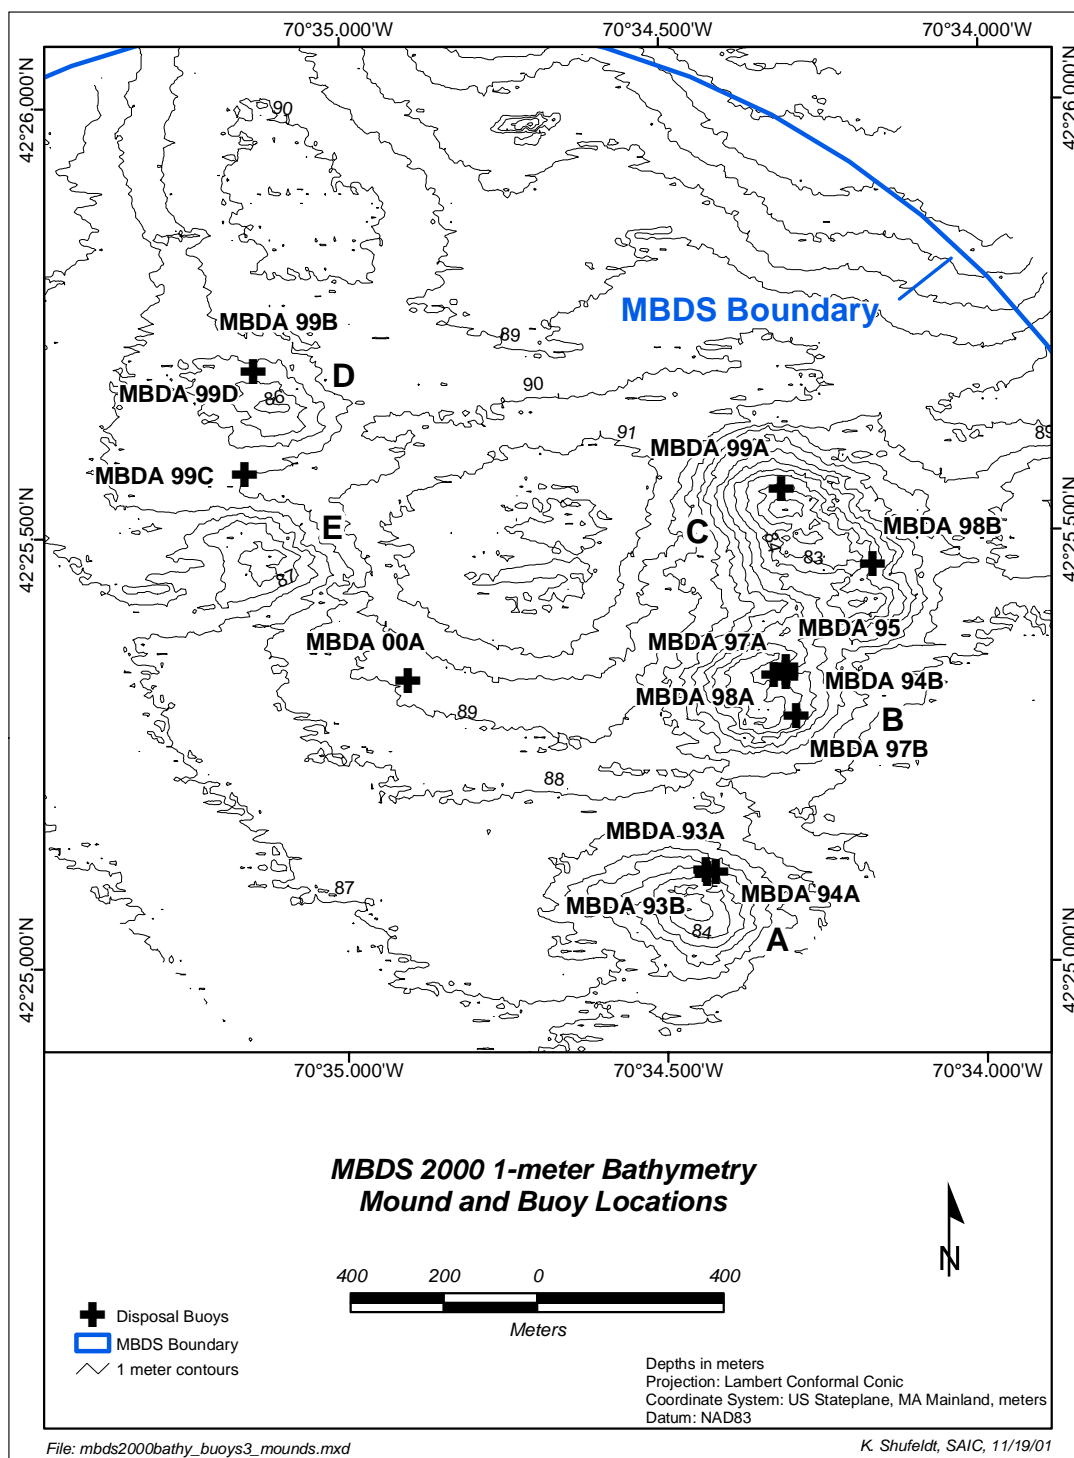 70°35.000'W
70°34.500'W
70°34.000'W
42°26.000'N
42°26.000'N
90
MBDS Boundary
MBDA 99B
89
D
90
MBDA 99D
86
91
89
MBDA 99A
MBDA 99C
E
C
MBDA 98B
42°25.500'N
42°25.500'N
84
83
87
MBDA 95
MBDA 00A
MBDA 97A
MBDA 94B
MBDA 98A
89
B
MBDA 97B
88
MBDA 93A
87
MBDA 94A
MBDA 93B
84
A
42°25.000'N
42°25.000'N
70°35.000'W
70°34.500'W
70°34.000'W
MBDS 2000 1-meter Bathymetry
Mound and Buoy Locations
N
400
200
0
400
Meters
Disposal Buoys
MBDS Boundary
1 meter contours
Depths in meters
Projection: Lambert Conformal Conic
Coordinate System: US Stateplane, MA Mainland, meters
Datum: NAD83
File: mbds2000bathy_buoys3_mounds.mxd
K. Shufeldt, SAIC, 11/19/01